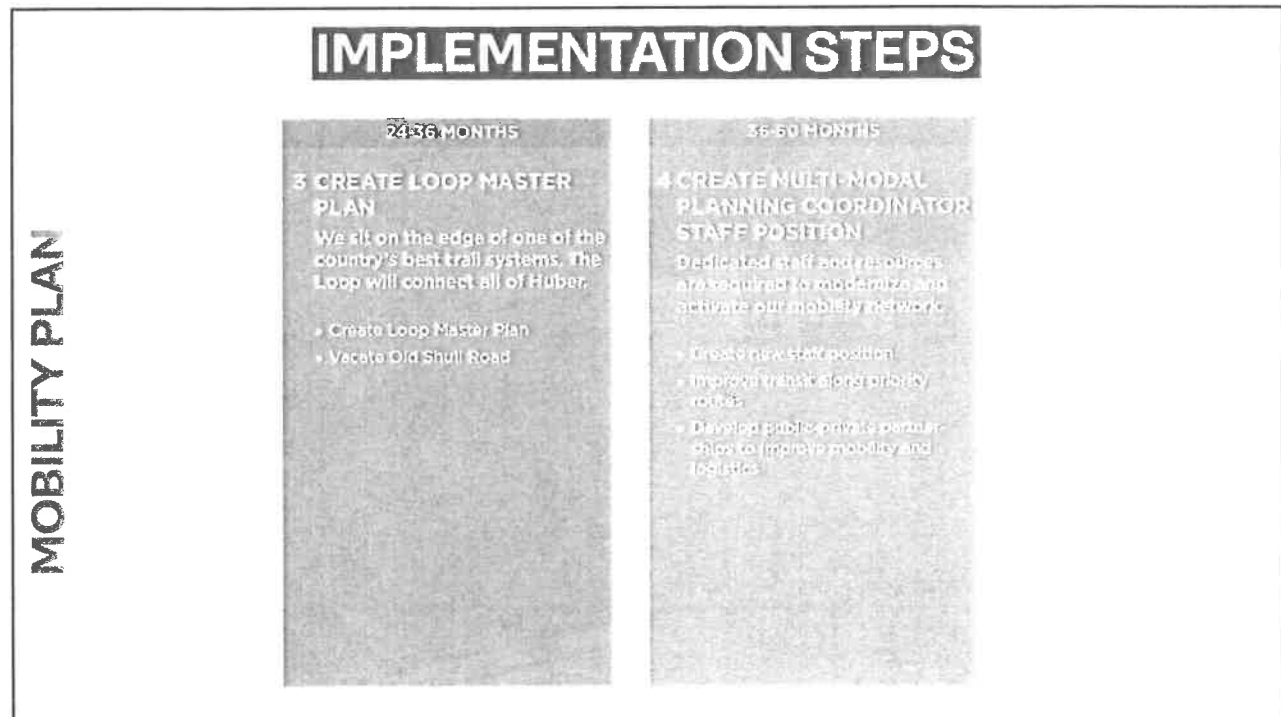 IMPLEMENTATION STEPS
MOBILITY PLAN
24-36 MONTHS
3 CREATE LOOP MASTER
PLAN
We sit on the edge of one of the
country's best trail systems. The
Loop will connect all of Huber.
» Create Loop Master Plan
» Vacate Old Shull Road
36-60 MONTHS
4 CREATE MULTI-MODAL
PLANNING COORDINATOR
STAFF POSITION
Dedicated staff and resources
are required to modernize and
activate our mobility network
» Create new staff position
» Improve transit along priority
routes
» Develop public-private partner-
ships to improve mobility and
logistics